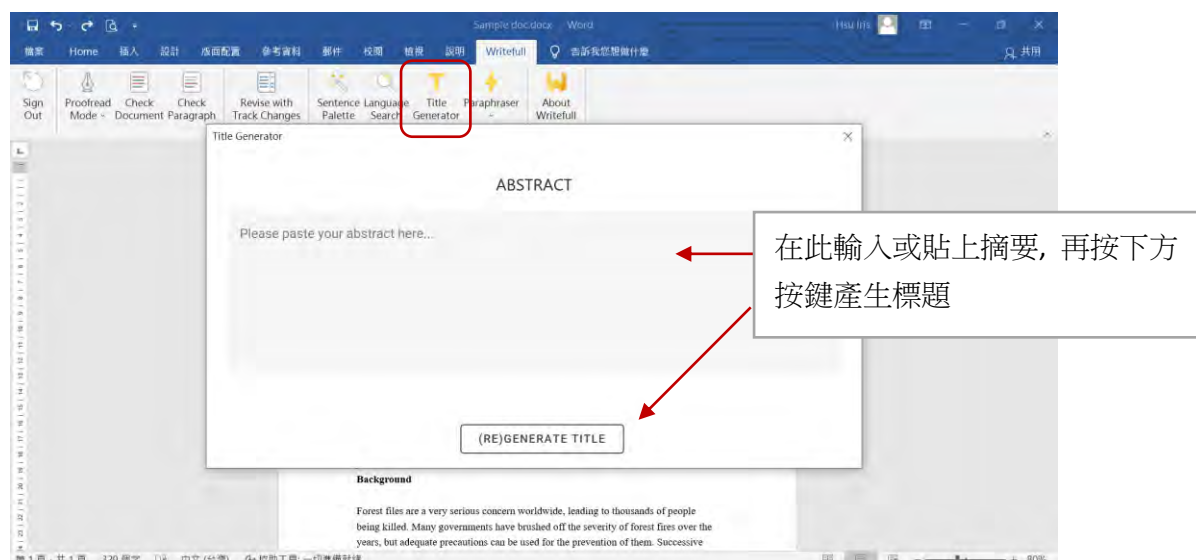 Sample doc.docx - Word
Hsu Iris
檔案 Home 插入 設計 版面配置 參考資料 郵件 校閱 檢視 說明 Writefull 告訴我您想做什麼 共用
Sign Out
Proofread Mode
Check Document
Check Paragraph
Revise with Track Changes
Sentence Palette
Language Search
Title Generator
Paraphraser
About Writefull
Title Generator
ABSTRACT
Please paste your abstract here...
在此輸入或貼上摘要, 再按下方
按鍵產生標題
(RE)GENERATE TITLE
Background
Forest files are a very serious concern worldwide, leading to thousands of people
being killed. Many governments have brushed off the severity of forest fires over the
years, but adequate precautions can be used for the prevention of them. Successive
80%